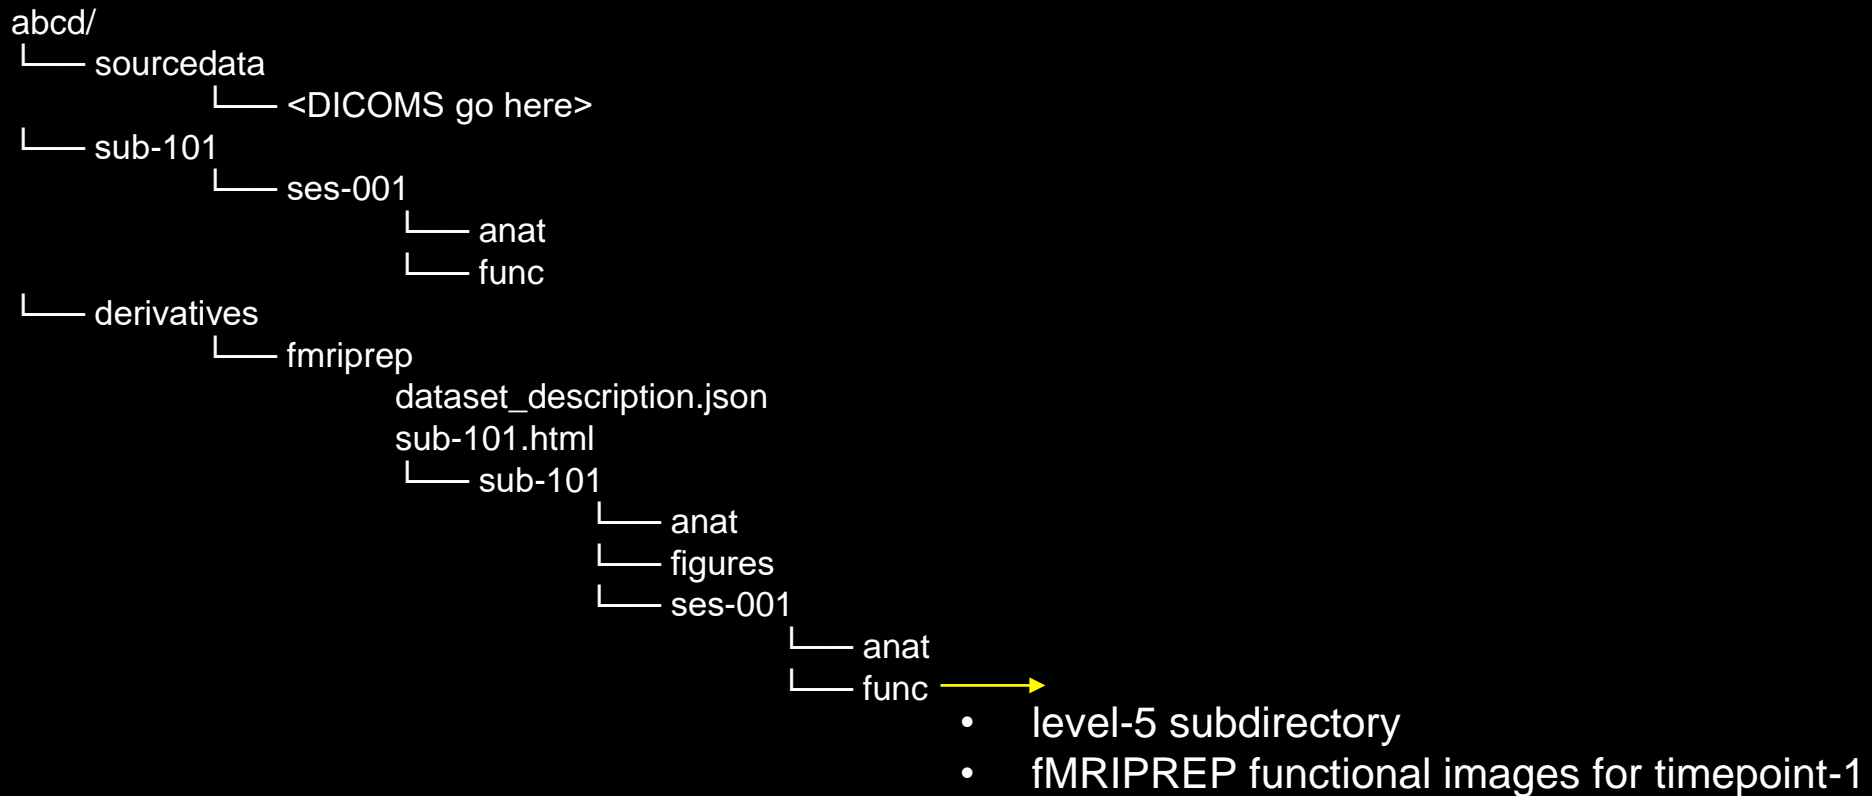 abcd/
sourcedata
<DICOMS go here>
sub-101
ses-001
anat
func
derivatives
fmriprep
dataset_description.json
sub-101.html
sub-101
anat
figures
ses-001
anat
func
• level-5 subdirectory
• fMRIPREP functional images for timepoint-1